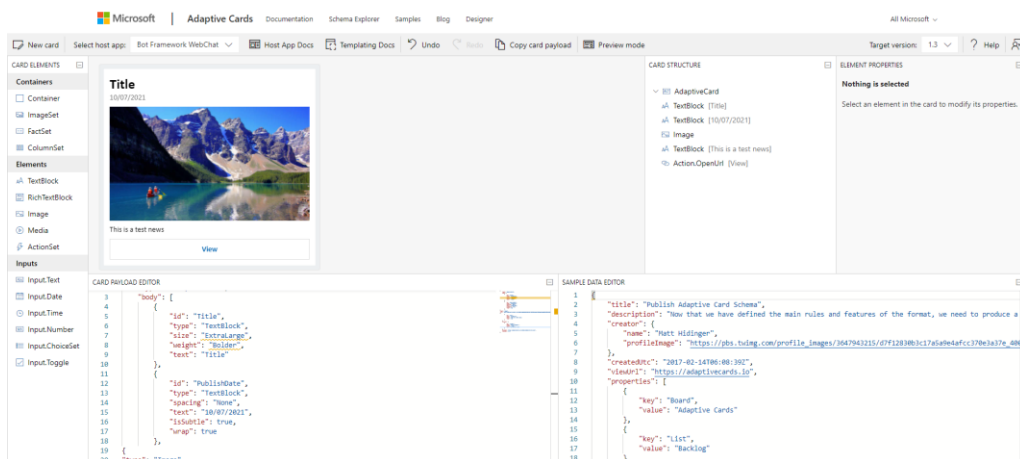 Microsoft | Adaptive Cards Documentation Schema Explorer Samples Blog Designer All Microsoft
New card Select host app: Bot Framework WebChat Host App Docs Templating Docs Undo Redo Copy card payload Preview mode Target version: 1.3 Help
CARD ELEMENTS
Containers
Container
ImageSet
FactSet
ColumnSet
Elements
TextBlock
RichTextBlock
Image
Media
ActionSet
Inputs
Input.Text
Input.Date
Input.Time
Input.Number
Input.ChoiceSet
Input.Toggle
Title
10/07/2021
This is a test news
View
CARD STRUCTURE
AdaptiveCard
TextBlock [Title]
TextBlock [10/07/2021]
Image
TextBlock [This is a test news]
Action.OpenUrl [View]
ELEMENT PROPERTIES
Nothing is selected
Select an element in the card to modify its properties.
CARD PAYLOAD EDITOR
3 "body": [
4 {
5 "id": "Title",
6 "type": "TextBlock",
7 "size": "ExtraLarge",
8 "weight": "Bolder",
9 "text": "Title"
10 },
11 {
12 "id": "PublishDate",
13 "type": "TextBlock",
14 "spacing": "None",
15 "text": "10/07/2021",
16 "isSubtle": true,
17 "wrap": true
18 },
19 {
SAMPLE DATA EDITOR
1 {
2 "title": "Publish Adaptive Card Schema",
3 "description": "Now that we have defined the main rules and features of the format, we need to produce a
4 "creator": {
5 "name": "Matt Hidinger",
6 "profileImage": "https://pbs.twimg.com/profile_images/3647943215/d7f12830b3c17a5a9e4afcc370e3a37e_400
7 },
8 "createdUtc": "2017-02-14T06:08:39Z",
9 "viewUrl": "https://adaptivecards.io",
10 "properties": [
11 {
12 "key": "Board",
13 "value": "Adaptive Cards"
14 },
15 {
16 "key": "List",
17 "value": "Backlog"
18 }